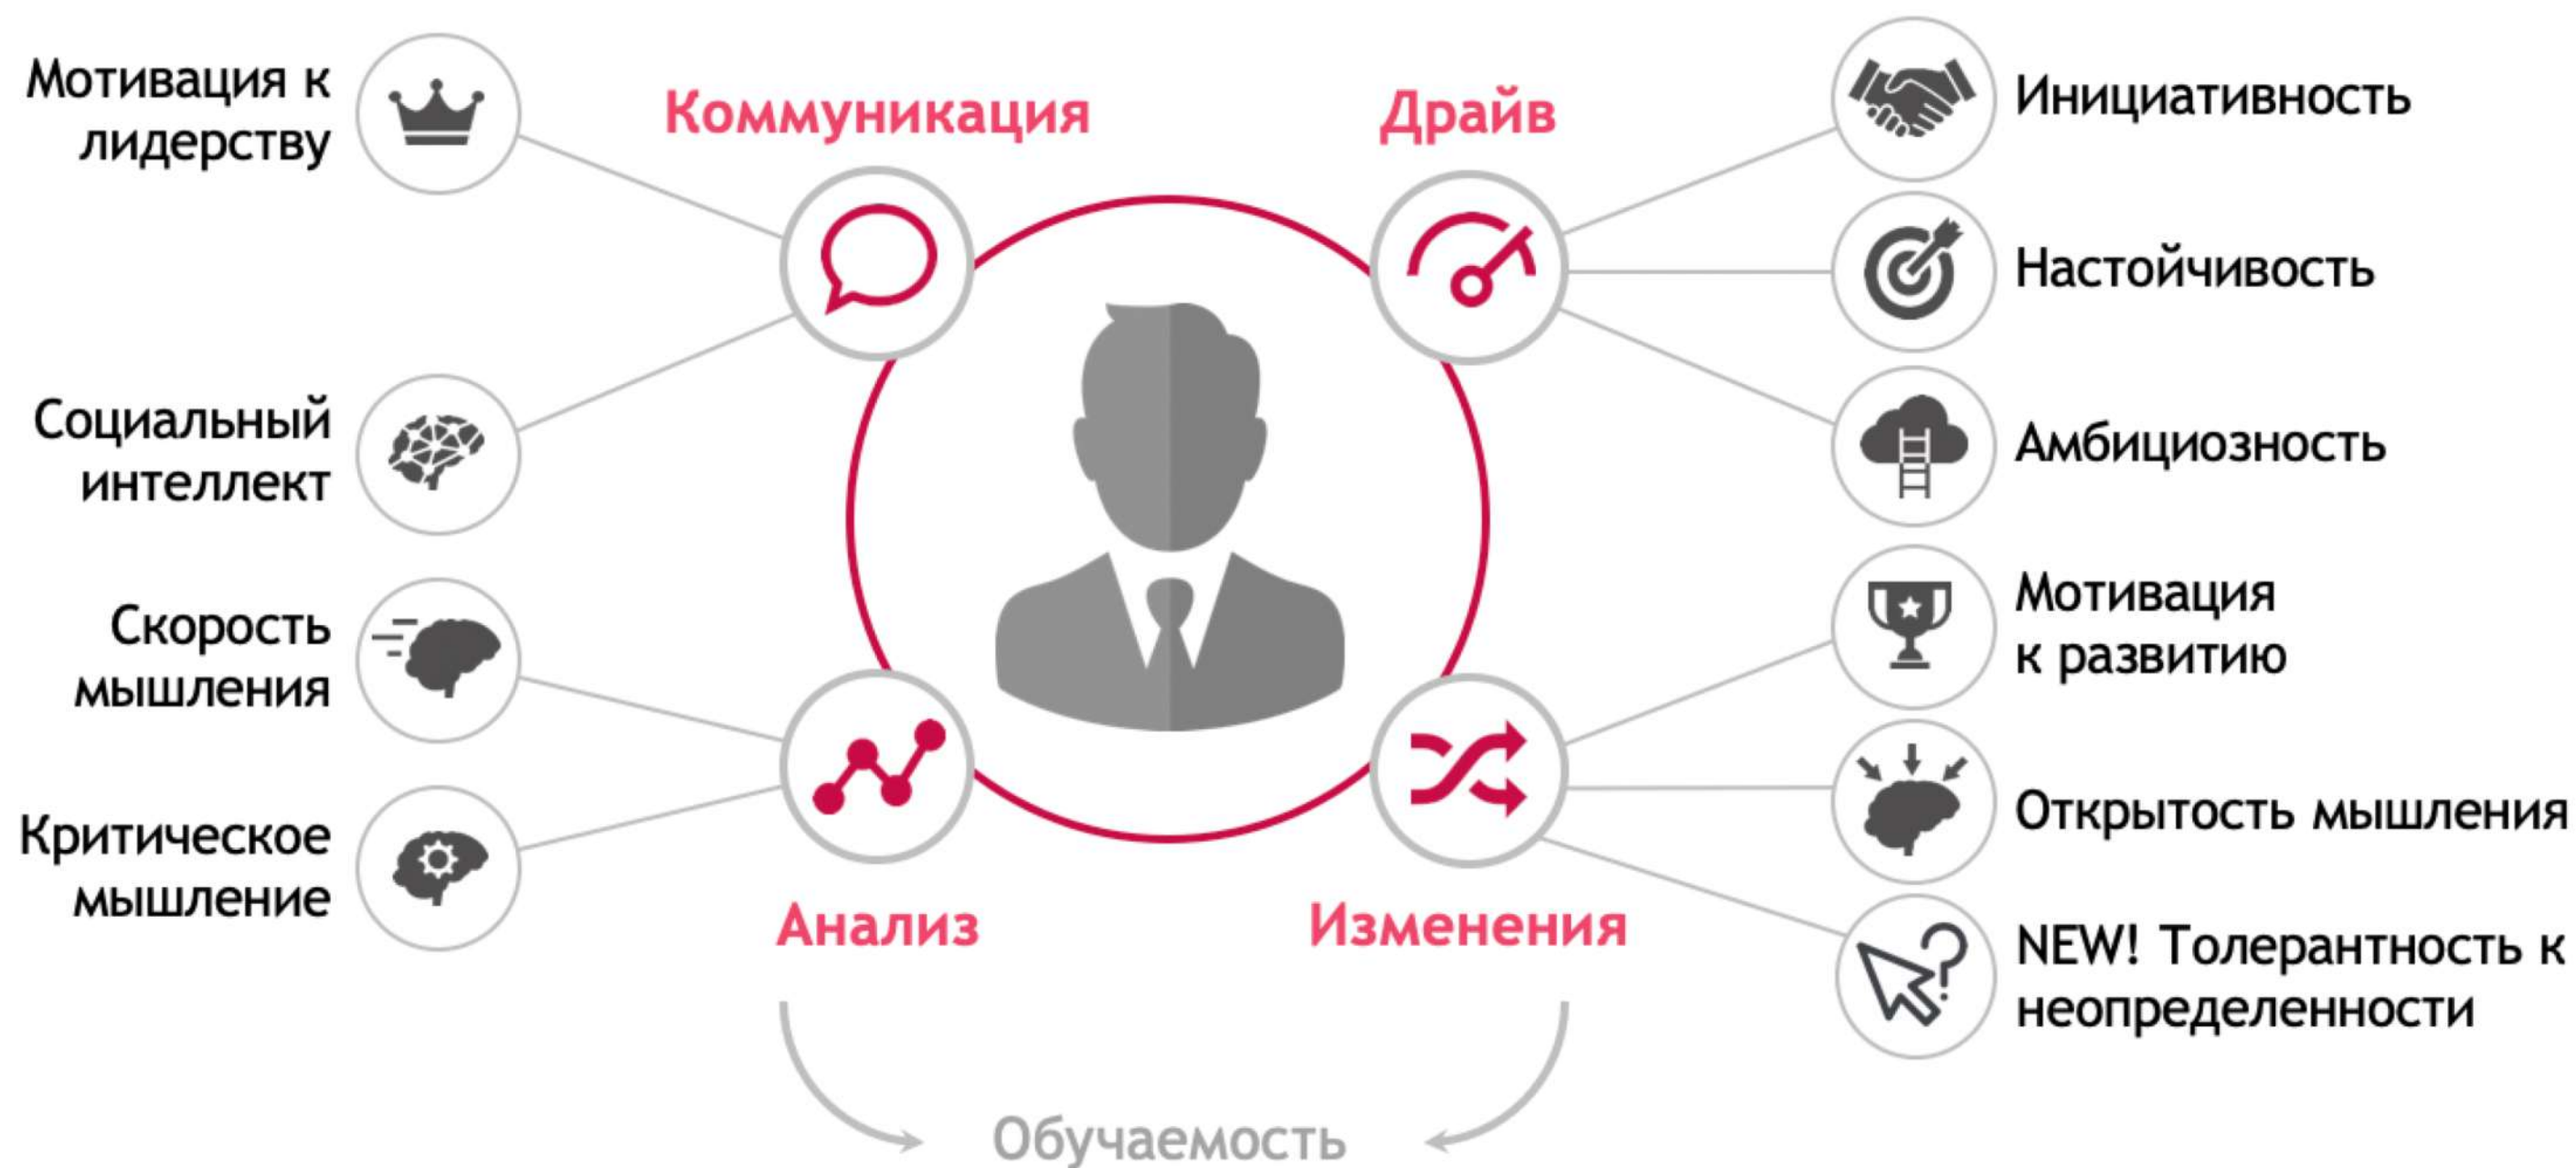 Мотивация к
лидерству
Социальный
интеллект
Скорость
мышления
Критическое
мышление
Коммуникация
Драйв
Анализ
Изменения
Обучаемость
Инициативность
Настойчивость
Амбициозность
Мотивация
к развитию
Открытость мышления
NEW! Толерантность к
неопределенности